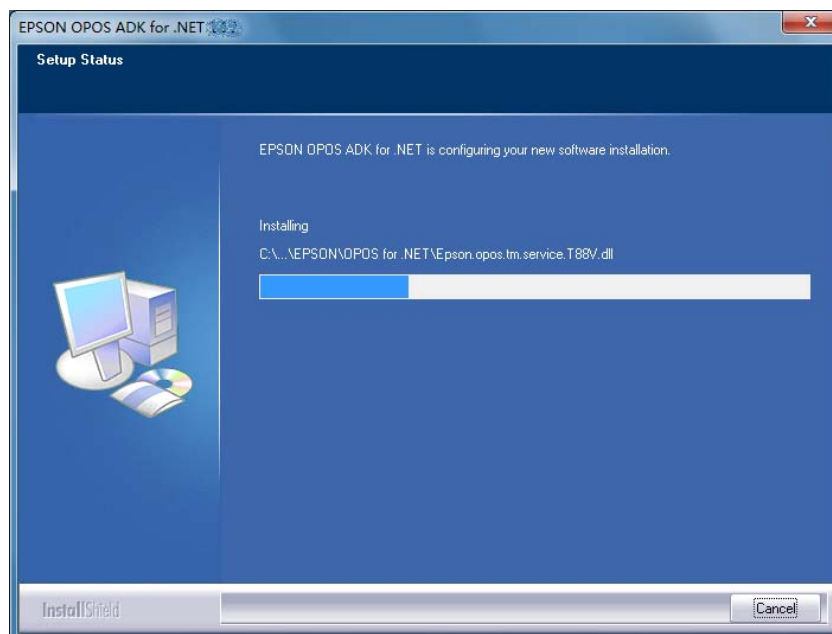 EPSON OPOS ADK for .NET
Setup Status
EPSON OPOS ADK for .NET is configuring your new software installation.
Installing
C:\...\EPSON\OPOS for .NET\Epson.opos.tm.service.T88V.dll
InstallShield
Cancel